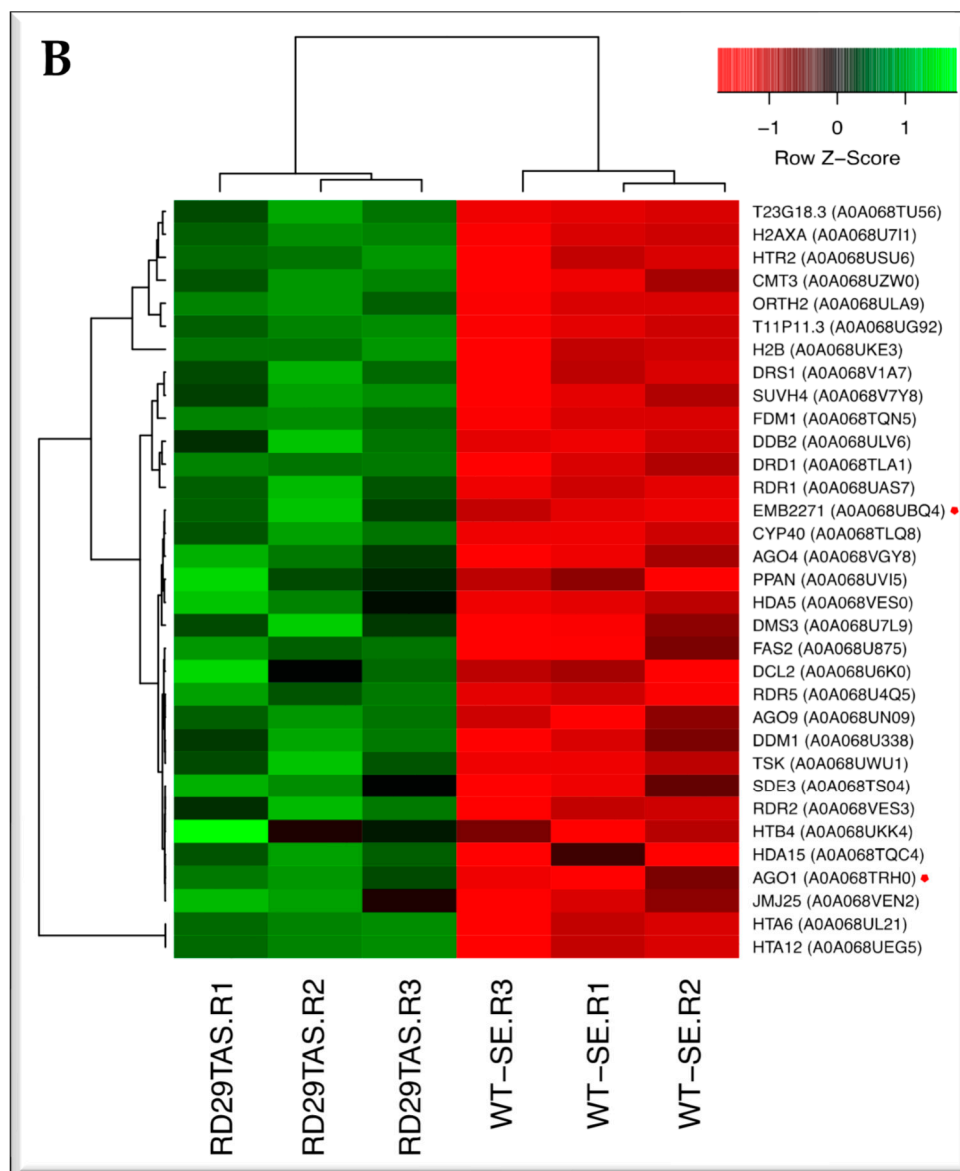 B
−1 0 1
Row Z−Score
T23G18.3 (A0A068TU56)
H2AXA (A0A068U7I1)
HTR2 (A0A068USU6)
CMT3 (A0A068UZW0)
ORTH2 (A0A068ULA9)
T11P11.3 (A0A068UG92)
H2B (A0A068UKE3)
DRS1 (A0A068V1A7)
SUVH4 (A0A068V7Y8)
FDM1 (A0A068TQN5)
DDB2 (A0A068ULV6)
DRD1 (A0A068TLA1)
RDR1 (A0A068UAS7)
EMB2271 (A0A068UBQ4)
CYP40 (A0A068TLQ8)
AGO4 (A0A068VGY8)
PPAN (A0A068UVI5)
HDA5 (A0A068VES0)
DMS3 (A0A068U7L9)
FAS2 (A0A068U875)
DCL2 (A0A068U6K0)
RDR5 (A0A068U4Q5)
AGO9 (A0A068UN09)
DDM1 (A0A068U338)
TSK (A0A068UWU1)
SDE3 (A0A068TS04)
RDR2 (A0A068VES3)
HTB4 (A0A068UKK4)
HDA15 (A0A068TQC4)
AGO1 (A0A068TRH0)
JMJ25 (A0A068VEN2)
HTA6 (A0A068UL21)
HTA12 (A0A068UEG5)
RD29TAS.R1
RD29TAS.R2
RD29TAS.R3
WT−SE.R3
WT−SE.R1
WT−SE.R2